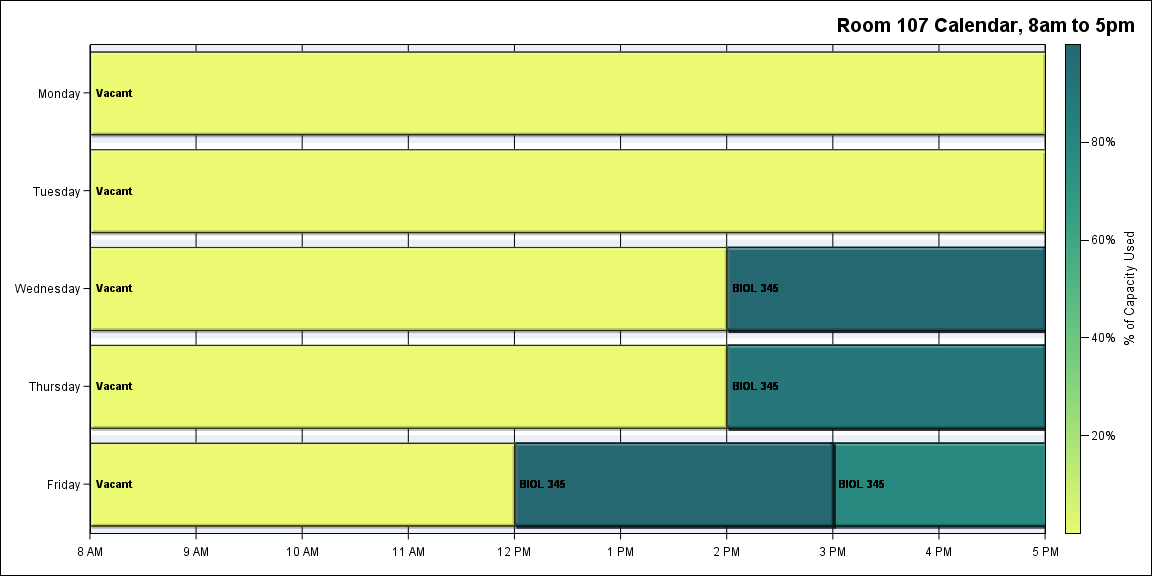 Room 107 Calendar, 8am to 5pm
Monday
Vacant
Tuesday
Vacant
Wednesday
Vacant
BIOL 345
Thursday
Vacant
BIOL 345
Friday
Vacant
BIOL 345
BIOL 345
8 AM
9 AM
10 AM
11 AM
12 PM
1 PM
2 PM
3 PM
4 PM
5 PM
80%
60%
40%
20%
% of Capacity Used